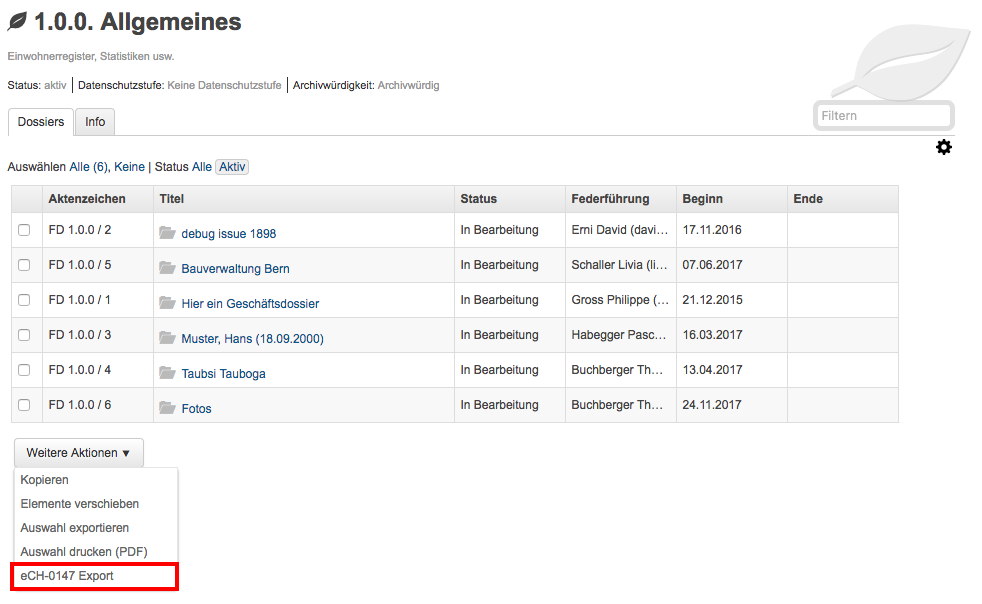 1.0.0. Allgemeines
Einwohnerregister, Statistiken usw.
Status: aktiv | Datenschutzstufe: Keine Datenschutzstufe | Archivwürdigkeit: Archivwürdig
Filtern
Dossiers Info
Auswählen Alle (6), Keine | Status Alle Aktiv
Aktenzeichen Titel Status Federführung Beginn Ende
FD 1.0.0 / 2 debug issue 1898 In Bearbeitung Erni David (davi... 17.11.2016
FD 1.0.0 / 5 Bauverwaltung Bern In Bearbeitung Schaller Livia (li... 07.06.2017
FD 1.0.0 / 1 Hier ein Geschäftsdossier In Bearbeitung Gross Philippe (... 21.12.2015
FD 1.0.0 / 3 Muster, Hans (18.09.2000) In Bearbeitung Habegger Pasc... 16.03.2017
FD 1.0.0 / 4 Taubsi Tauboga In Bearbeitung Buchberger Th... 13.04.2017
FD 1.0.0 / 6 Fotos In Bearbeitung Buchberger Th... 24.11.2017
Weitere Aktionen ▼
Kopieren
Elemente verschieben
Auswahl exportieren
Auswahl drucken (PDF)
eCH-0147 Export